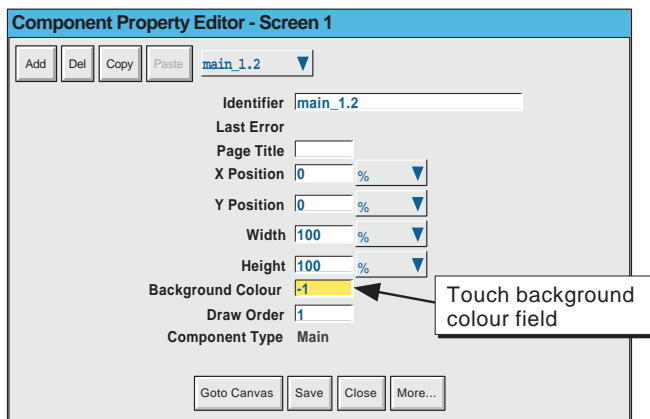 Component Property Editor - Screen 1
Add Del Copy Paste main_1.2
Identifier main_1.2
Last Error
Page Title
X Position 0 %
Y Position 0 %
Width 100 %
Height 100 %
Background Colour -1
Touch background
colour field
Draw Order 1
Component Type Main
Goto Canvas Save Close More...